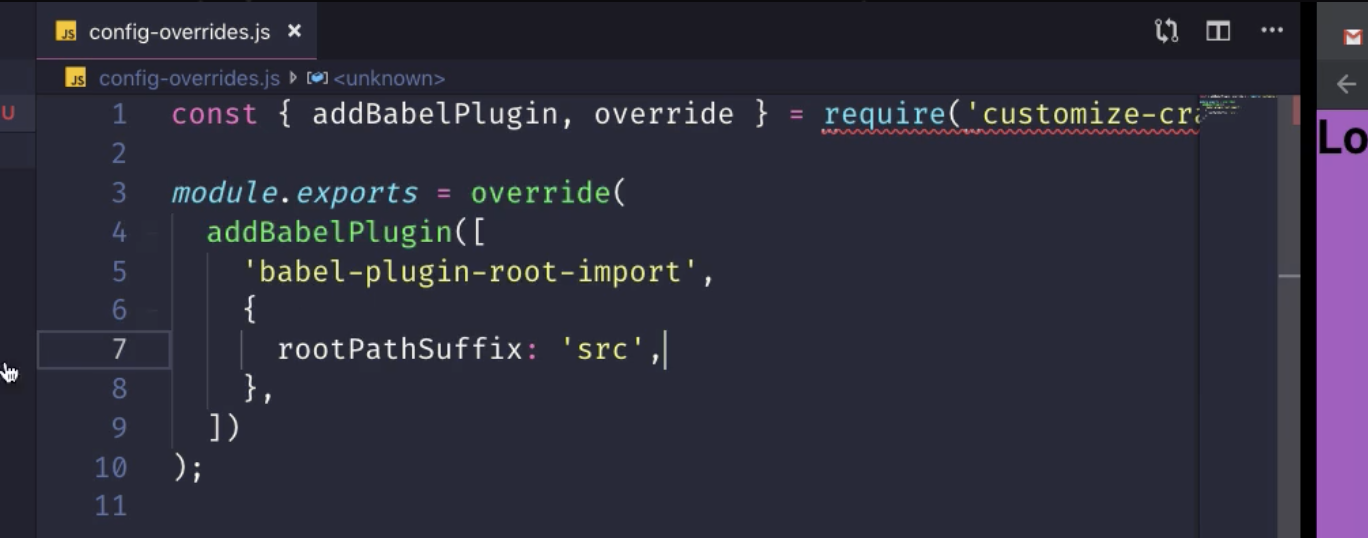 JS config-overrides.js ×
JS config-overrides.js <unknown>
U
1 const { addBabelPlugin, override } = require('customize-cra
2
3 module.exports = override(
4 addBabelPlugin([
5 'babel-plugin-root-import',
6 {
7 rootPathSuffix: 'src',
8 },
9 ])
10 );
11
Lo